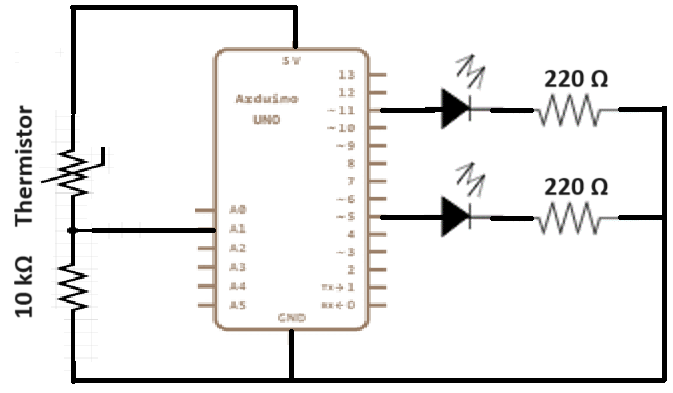 5V
Arduino
UNO
13
12
~11
~10
~9
8
7
~6
~5
4
~3
2
TX→1
RX←0
A0
A1
A2
A3
A4
A5
GND
Thermistor
10 kΩ
220 Ω
220 Ω